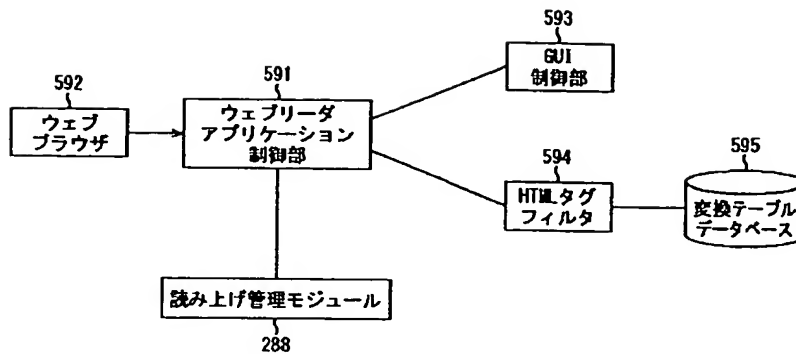 593
GUI
制御部
592
ウェブ
ブラウザ
591
ウェブリーダ
アプリケーション
制御部
594
HTMLタグ
フィルタ
595
変換テーブル
データベース
読み上げ管理モジュール
288